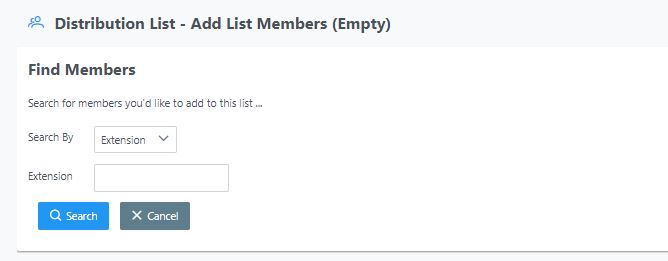 Distribution List - Add List Members (Empty)
Find Members
Search for members you'd like to add to this list ...
Search By Extension
Extension
Search Cancel